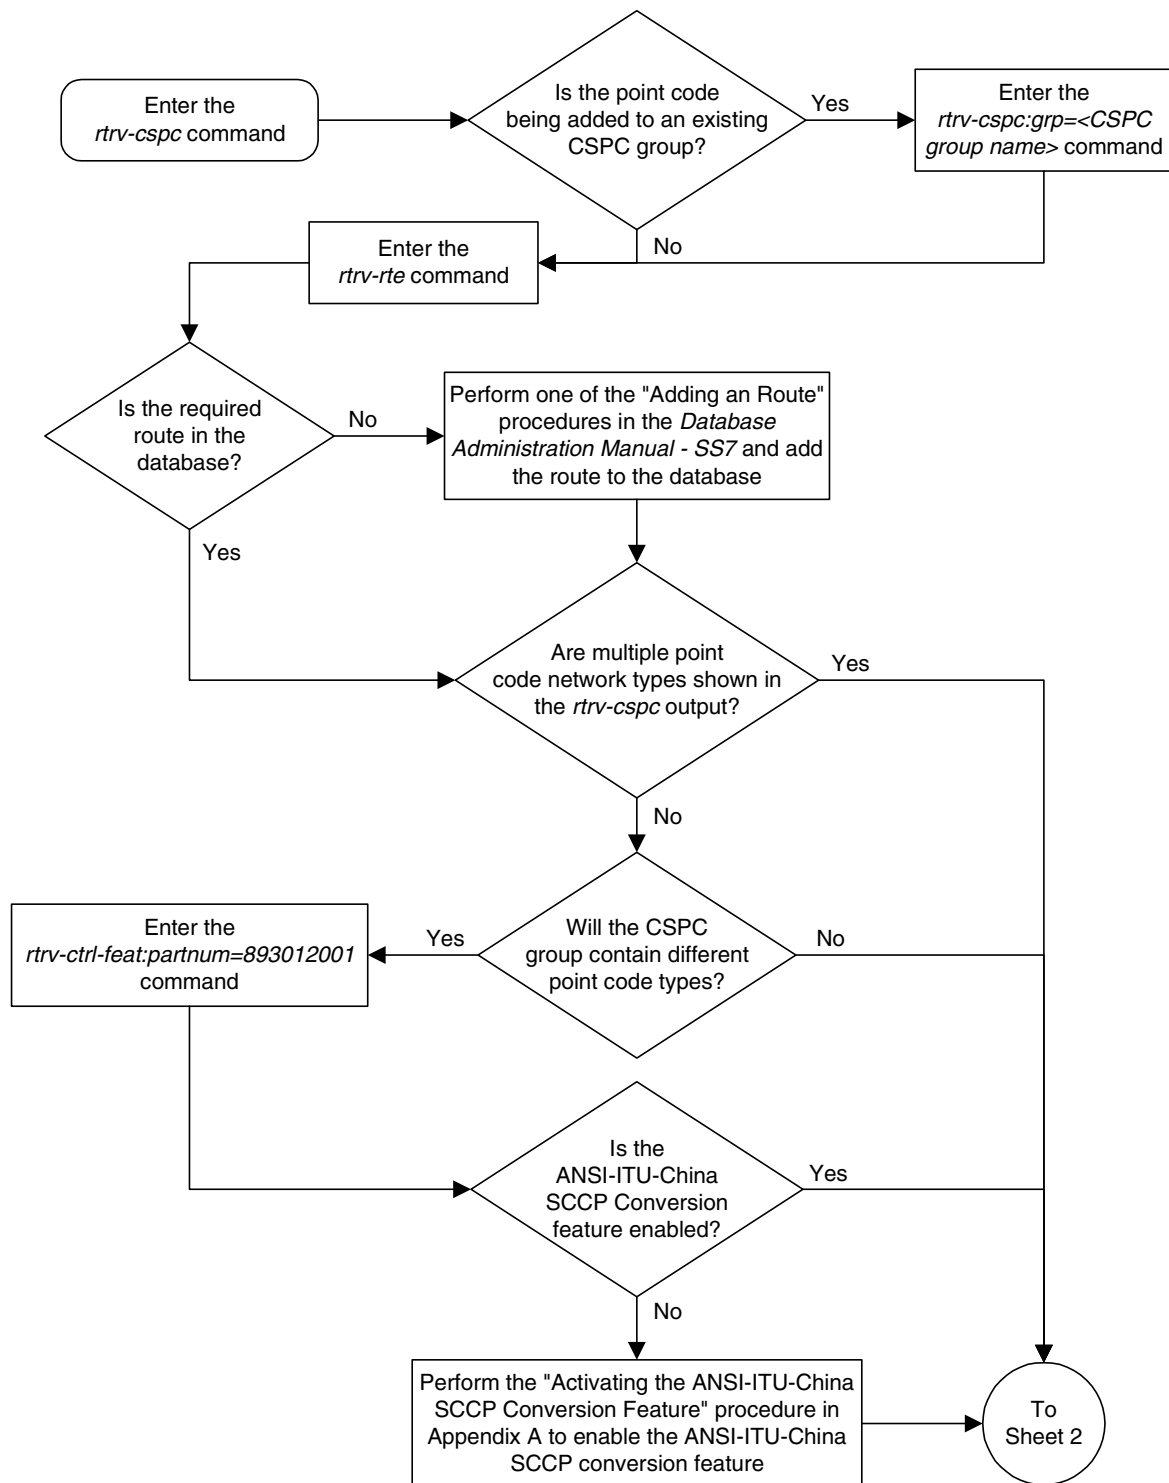 Enter the
rtrv-cspc command
Is the point code
being added to an existing
CSPC group?
Yes
Enter the
rtrv-cspc:grp=<CSPC
group name> command
No
Enter the
rtrv-rte command
Is the required
route in the
database?
No
Perform one of the "Adding an Route"
procedures in the Database
Administration Manual - SS7 and add
the route to the database
Yes
Are multiple point
code network types shown in
the rtrv-cspc output?
Yes
No
Will the CSPC
group contain different
point code types?
Yes
No
Enter the
rtrv-ctrl-feat:partnum=893012001
command
Is the
ANSI-ITU-China
SCCP Conversion
feature enabled?
Yes
No
Perform the "Activating the ANSI-ITU-China
SCCP Conversion Feature" procedure in
Appendix A to enable the ANSI-ITU-China
SCCP conversion feature
To
Sheet 2